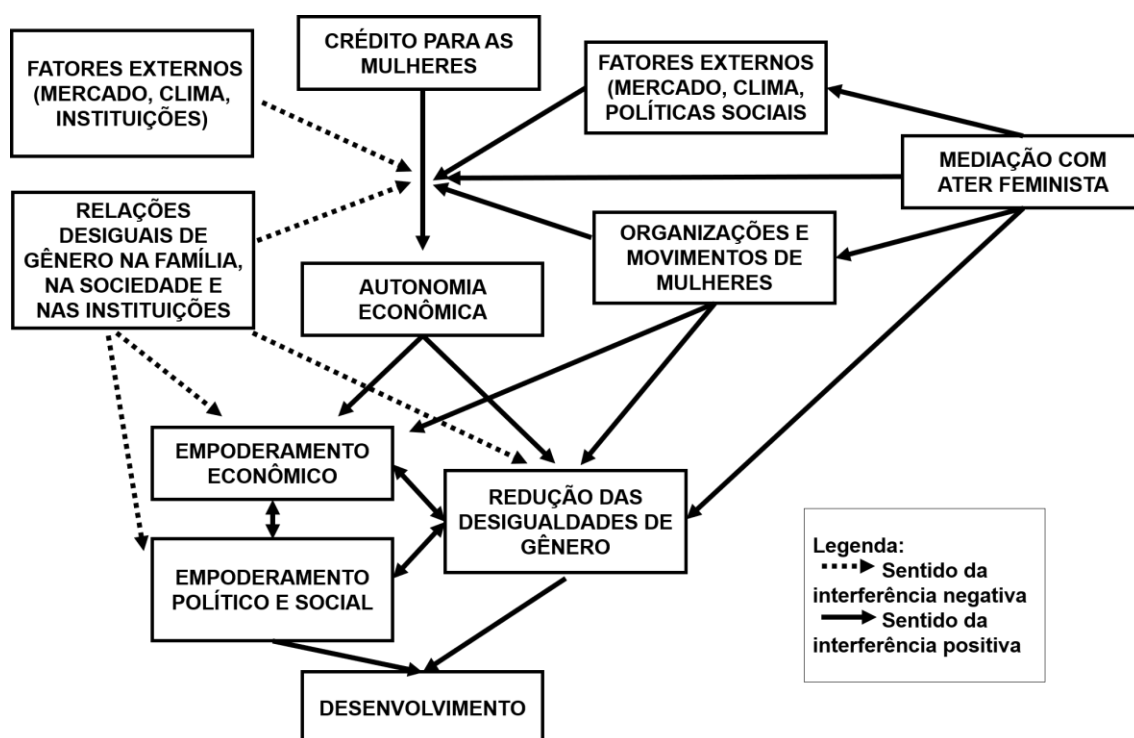 FATORES EXTERNOS
(MERCADO, CLIMA,
INSTITUIÇÕES)
CRÉDITO PARA AS
MULHERES
FATORES EXTERNOS
(MERCADO, CLIMA,
POLÍTICAS SOCIAIS
MEDIAÇÃO COM
ATER FEMINISTA
RELAÇÕES
DESIGUAIS DE
GÊNERO NA FAMÍLIA,
NA SOCIEDADE E
NAS INSTITUIÇÕES
ORGANIZAÇÕES E
MOVIMENTOS DE
MULHERES
AUTONOMIA
ECONÔMICA
EMPODERAMENTO
ECONÔMICO
REDUÇÃO DAS
DESIGUALDADES DE
GÊNERO
EMPODERAMENTO
POLÍTICO E SOCIAL
DESENVOLVIMENTO
Legenda:
Sentido da
interferência negativa
Sentido da
interferência positiva